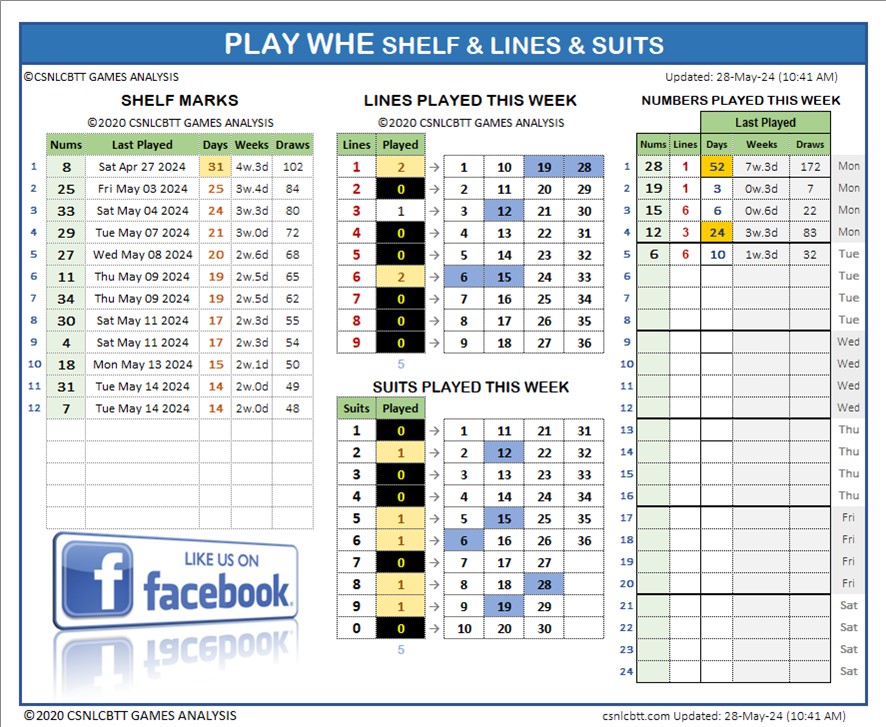 PLAY WHE SHELF & LINES & SUITS
©CSNLCBTT GAMES ANALYSIS
Updated: 28-May-24 (10:41 AM)
SHELF MARKS
©2020 CSNLCBTT GAMES ANALYSIS
Nums Last Played Days Weeks Draws
1 8 Sat Apr 27 2024 31 4w.3d 102
2 25 Fri May 03 2024 25 3w.4d 84
3 33 Sat May 04 2024 24 3w.3d 80
4 29 Tue May 07 2024 21 3w.0d 72
5 27 Wed May 08 2024 20 2w.6d 68
6 11 Thu May 09 2024 19 2w.5d 65
7 34 Thu May 09 2024 19 2w.5d 62
8 30 Sat May 11 2024 17 2w.3d 55
9 4 Sat May 11 2024 17 2w.3d 54
10 18 Mon May 13 2024 15 2w.1d 50
11 31 Tue May 14 2024 14 2w.0d 49
12 7 Tue May 14 2024 14 2w.0d 48
LIKE US ON
f facebook
LINES PLAYED THIS WEEK
©2020 CSNLCBTT GAMES ANALYSIS
Lines Played
1 2 → 1 10 19 28
2 0 → 2 11 20 29
3 1 → 3 12 21 30
4 0 → 4 13 22 31
5 0 → 5 14 23 32
6 2 → 6 15 24 33
7 0 → 7 16 25 34
8 0 → 8 17 26 35
9 0 → 9 18 27 36
5
SUITS PLAYED THIS WEEK
Suits Played
1 0 → 1 11 21 31
2 1 → 2 12 22 32
3 0 → 3 13 23 33
4 0 → 4 14 24 34
5 1 → 5 15 25 35
6 1 → 6 16 26 36
7 0 → 7 17 27
8 1 → 8 18 28
9 1 → 9 19 29
0 0 → 10 20 30
5
NUMBERS PLAYED THIS WEEK
Last Played
Nums Lines Days Weeks Draws
1 28 1 52 7w.3d 172 Mon
2 19 1 3 0w.3d 7 Mon
3 15 6 6 0w.6d 22 Mon
4 12 3 24 3w.3d 83 Mon
5 6 6 10 1w.3d 32 Tue
6 Tue
7 Tue
8 Tue
9 Wed
10 Wed
11 Wed
12 Wed
13 Thu
14 Thu
15 Thu
16 Thu
17 Fri
18 Fri
19 Fri
20 Fri
21 Sat
22 Sat
23 Sat
24 Sat
©2020 CSNLCBTT GAMES ANALYSIS
csnlcbtt.com Updated: 28-May-24 (10:41 AM)